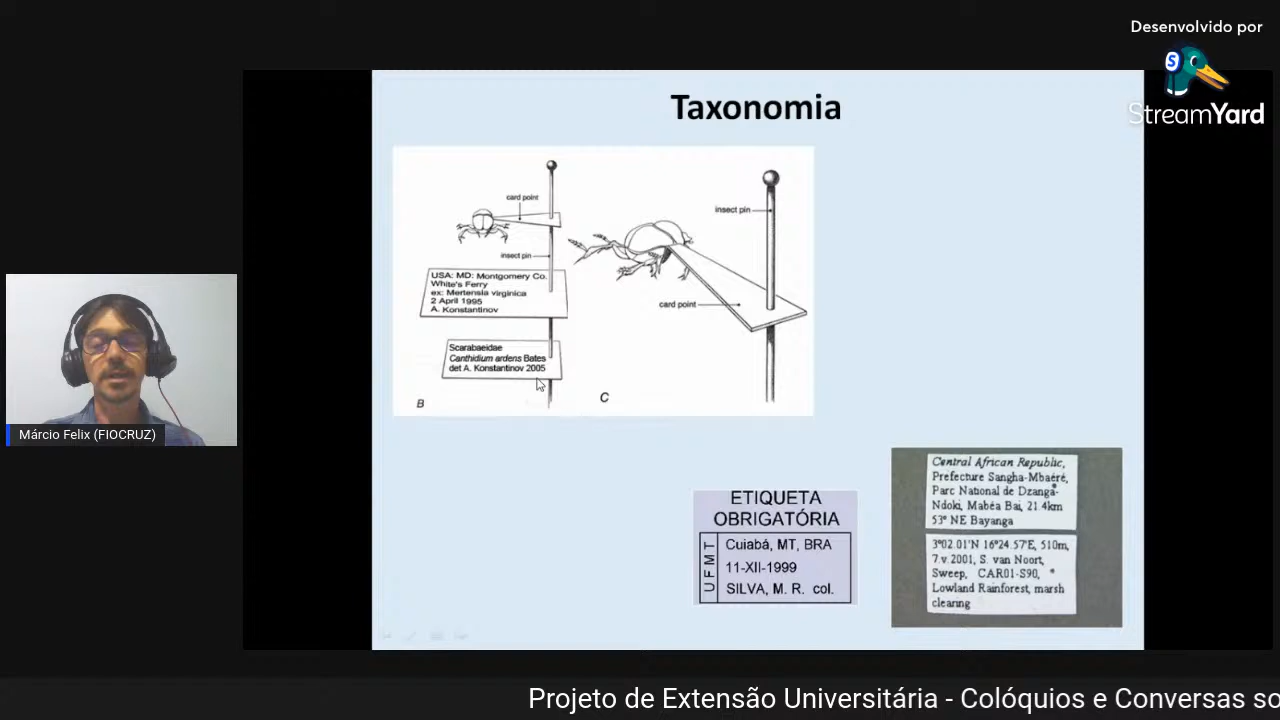 Desenvolvido por
StreamYard
Taxonomia
card point
insect pin
USA: MD: Montgomery Co.
White's Ferry
ex: Mertensia virginica
2 April 1995
A. Konstantinov
Scarabaeidae
Canthidium ardens Bates
det A. Konstantinov 2005
B
insect pin
card point
C
Márcio Felix (FIOCRUZ)
ETIQUETA
OBRIGATÓRIA
UFMT
Cuiabá, MT, BRA
11-XII-1999
SILVA, M. R. col.
Central African Republic,
Prefecture Sangha-Mbaéré,
Parc National de Dzanga-
Ndoki, Mabéa Bai, 21.4km
53° NE Bayanga
3°02.01'N 16°24.57'E, 510m,
7.v.2001, S. van Noort,
Sweep, CAR01-S90,
Lowland Rainforest, marsh
clearing
Projeto de Extensão Universitária - Colóquios e Conversas so